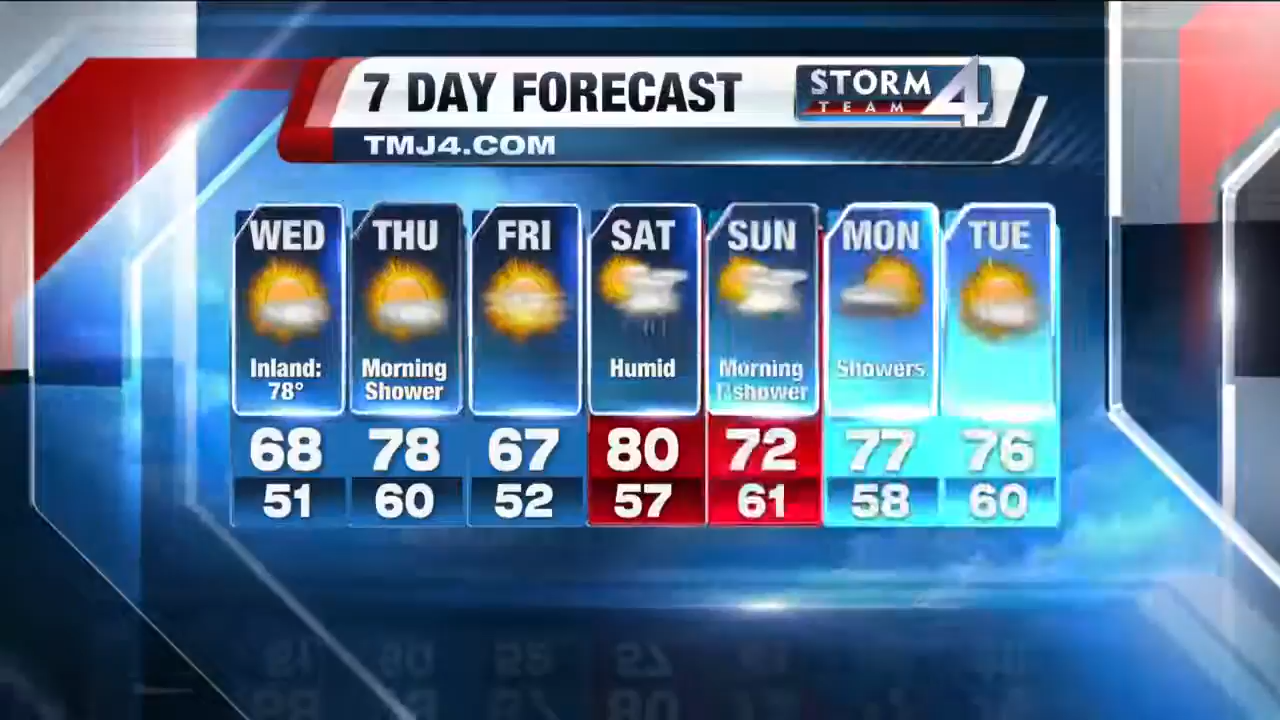 7 DAY FORECAST
STORM 4
TEAM
TMJ4.COM
WED THU FRI SAT SUN MON TUE
Inland: Morning Humid Morning Showers
78° Shower shower
68 78 67 80 72 77 76
51 60 52 57 61 58 60